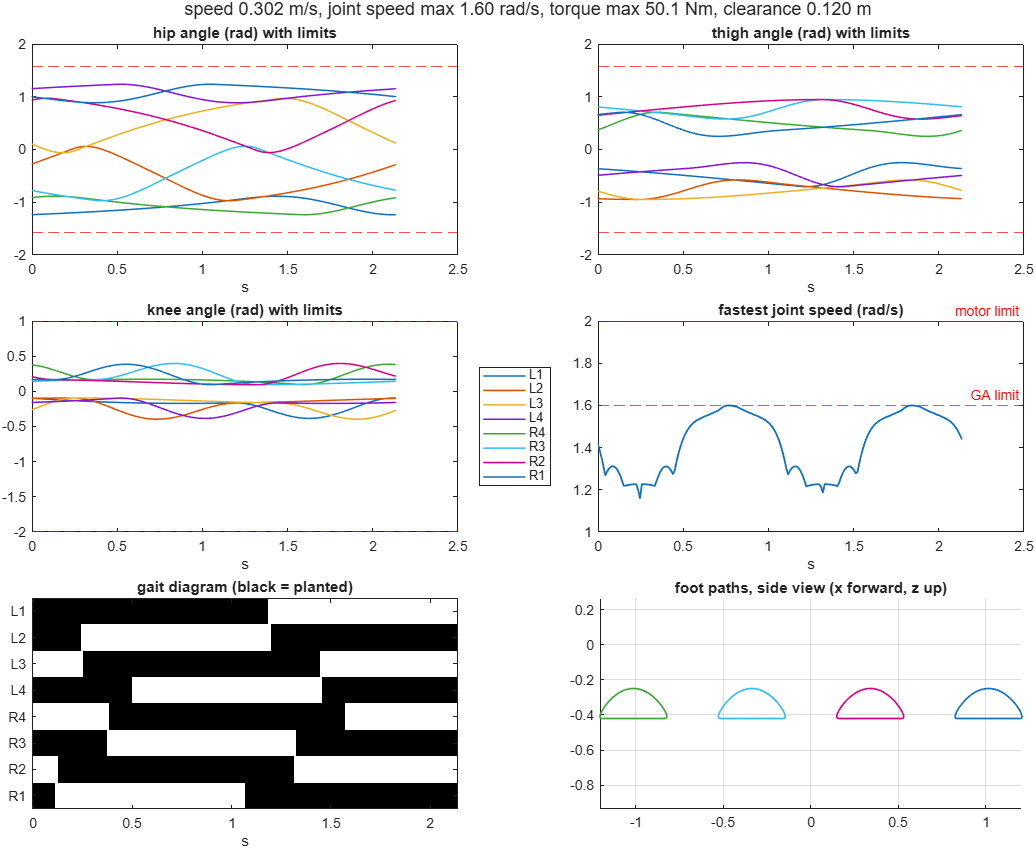 speed 0.302 m/s, joint speed max 1.60 rad/s, torque max 50.1 Nm, clearance 0.120 m
hip angle (rad) with limits
2
1
0
-1
-2
0 0.5 1 1.5 2 2.5
s
thigh angle (rad) with limits
2
1
0
-1
-2
0 0.5 1 1.5 2 2.5
s
knee angle (rad) with limits
1
0.5
0
-0.5
-1
-1.5
-2
0 0.5 1 1.5 2 2.5
s
L1
L2
L3
L4
R4
R3
R2
R1
fastest joint speed (rad/s)
motor limit
GA limit
2
1.8
1.6
1.4
1.2
1
0 0.5 1 1.5 2 2.5
s
gait diagram (black = planted)
L1
L2
L3
L4
R4
R3
R2
R1
0 0.5 1 1.5 2
s
foot paths, side view (x forward, z up)
0.2
0
-0.2
-0.4
-0.6
-0.8
-1 -0.5 0 0.5 1